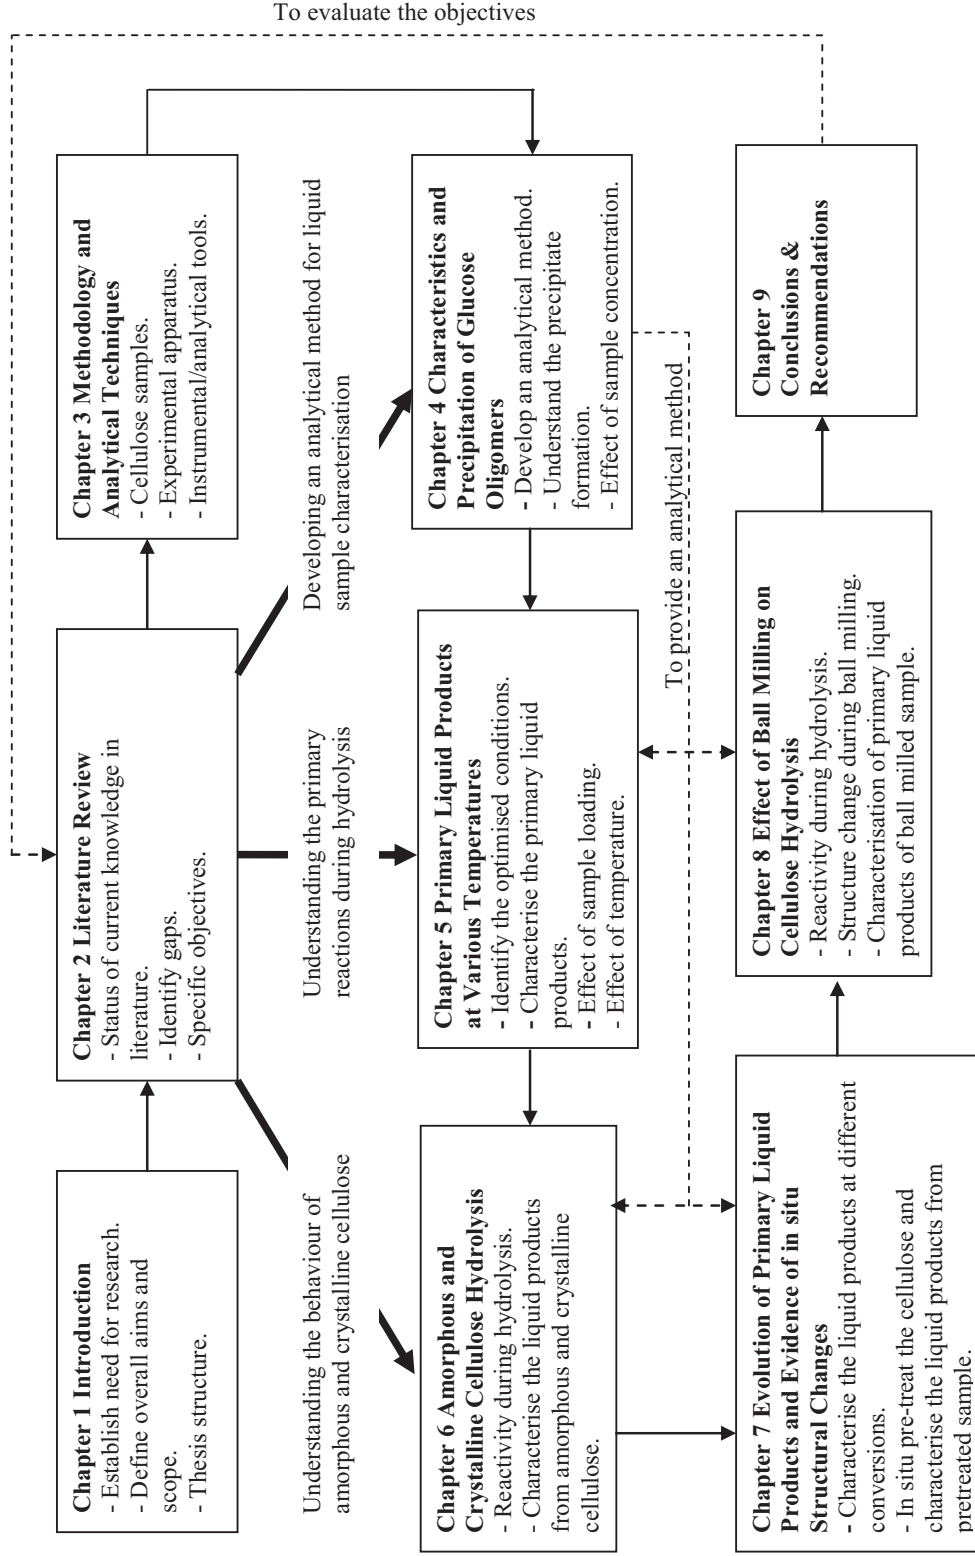 Chapter 1 Introduction
- Establish need for research.
- Define overall aims and
scope.
- Thesis structure.
Chapter 2 Literature Review
- Status of current knowledge in
literature.
- Identify gaps.
- Specific objectives.
Chapter 3 Methodology and
Analytical Techniques
- Cellulose samples.
- Experimental apparatus.
- Instrumental/analytical tools.
To evaluate the objectives
Understanding the behaviour of
amorphous and crystalline cellulose
Understanding the primary
reactions during hydrolysis
Developing an analytical method for liquid
sample characterisation
Chapter 6 Amorphous and
Crystalline Cellulose Hydrolysis
- Reactivity during hydrolysis.
- Characterise the liquid products
from amorphous and crystalline
cellulose.
Chapter 5 Primary Liquid Products
at Various Temperatures
- Identify the optimised conditions.
- Characterise the primary liquid
products.
- Effect of sample loading.
- Effect of temperature.
Chapter 4 Characteristics and
Precipitation of Glucose
Oligomers
- Develop an analytical method.
- Understand the precipitate
formation.
- Effect of sample concentration.
To provide an analytical method
Chapter 7 Evolution of Primary Liquid
Products and Evidence of in situ
Structural Changes
- Characterise the liquid products at different
conversions.
- In situ pre-treat the cellulose and
characterise the liquid products from
pretreated sample.
Chapter 8 Effect of Ball Milling on
Cellulose Hydrolysis
- Reactivity during hydrolysis.
- Structure change during ball milling.
- Characterisation of primary liquid
products of ball milled sample.
Chapter 9
Conclusions &
Recommendations